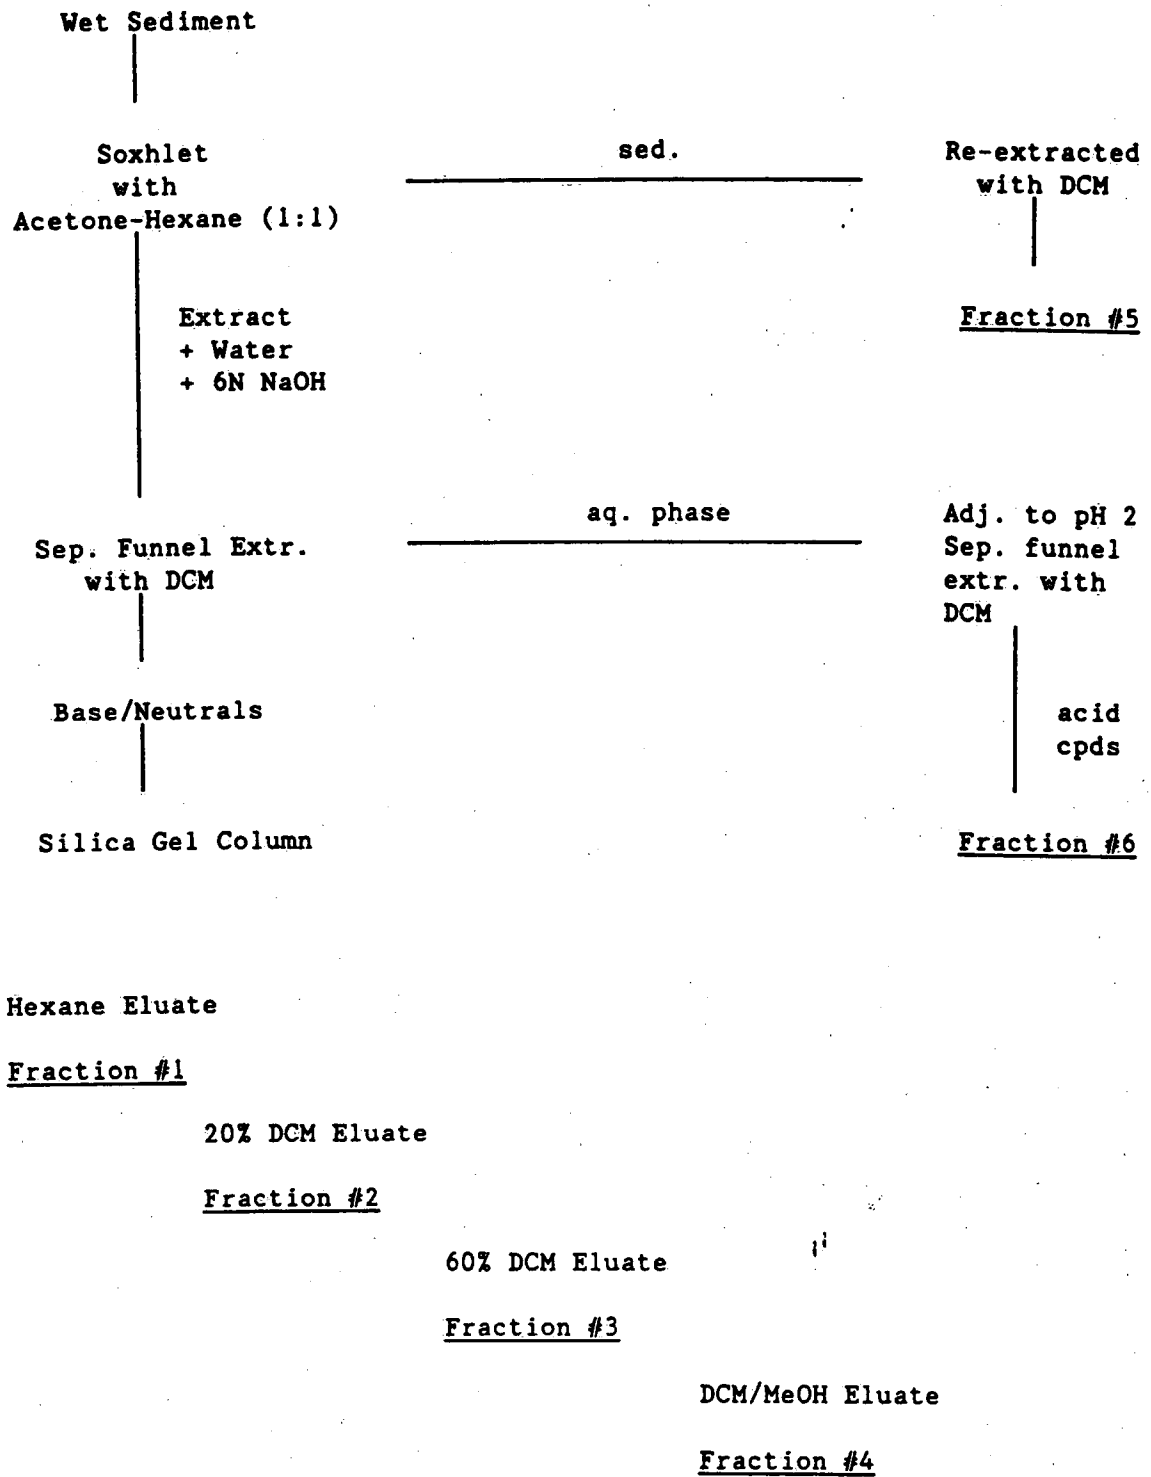 Wet Sediment
Soxhlet
with
Acetone-Hexane (1:1)
sed.
Re-extracted
with DCM
Fraction #5
Extract
+ Water
+ 6N NaOH
Sep. Funnel Extr.
with DCM
aq. phase
Adj. to pH 2
Sep. funnel
extr. with
DCM
Base/Neutrals
acid
cpds
Silica Gel Column
Fraction #6
Hexane Eluate
Fraction #1
20% DCM Eluate
Fraction #2
60% DCM Eluate
Fraction #3
DCM/MeOH Eluate
Fraction #4